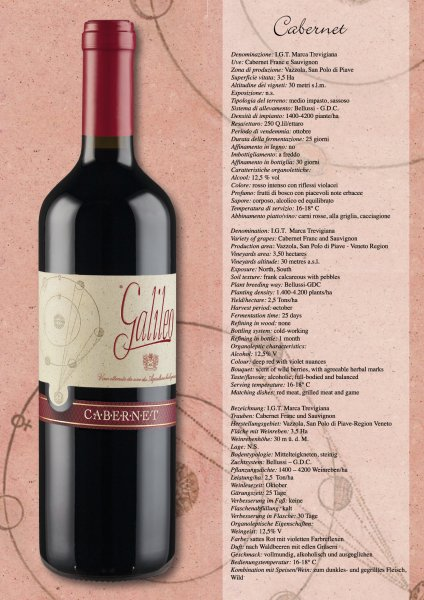 Cabernet
Denominazione: I.G.T. Marca Trevigiana
Uve: Cabernet Franc e Sauvignon
Zona di produzione: Vazzola, San Polo di Piave
Superficie vitata: 3,5 Ha
Altitudine dei vigneti: 30 metri s.l.m.
Esposizione: n.s.
Tipologia del terreno: medio impasto, sassoso
Sistema di allevamento: Bellussi - G.D.C.
Densità di impianto: 1400-4200 piante/ha
Resa/ettaro: 250 Q.li/ettaro
Periodo di vendemmia: ottobre
Durata della fermentazione: 25 giorni
Affinamento in legno: no
Imbottigliamento: a freddo
Affinamento in bottiglia: 30 giorni
Caratteristiche organolettiche:
Alcool: 12,5 % vol
Colore: rosso intenso con riflessi violacei
Profumo: frutti di bosco con piacevoli note erbacee
Sapore: corposo, alcolico ed equilibrato
Temperatura di servizio: 16-18° C
Abbinamento piatto/vino: carni rosse, alla griglia, cacciagione
Denomination: I.G.T. Marca Trevigiana
Variety of grapes: Cabernet Franc and Sauvignon
Production area: Vazzola, San Polo di Piave - Veneto Region
Vineyards area: 3,50 hectares
Vineyards altitude: 30 metres a.s.l.
Exposure: North, South
Soil texture: frank calcareous with pebbles
Plant breeding way: Bellussi-GDC
Planting density: 1.400-4.200 plants/ha
Yield/hectare: 2,5 Tons/ha
Harvest period: october
Fermentation time: 25 days
Refining in wood: none
Bottling system: cold-working
Refining in bottle: 1 month
Organoleptic characteristics:
Alcohol: 12,5% V
Colour: deep red with violet nuances
Bouquet: scent of wild berries, with agreeable herbal marks
Taste/flavour: alcoholic, full-bodied and balanced
Serving temperature: 16-18° C
Matching dishes: red meat, grilled meat and game
Bezeichnung: I.G.T. Marca Trevigiana
Trauben: Cabernet Franc und Sauvignon
Herstellungsgebiet: Vazzola, San Polo di Piave-Region Veneto
Fläche mit Weinreben: 3,5 Ha
Weinrebenhöhe: 30 m ü. d. M.
Lage: N.S.
Bodentypologie: Mittelteigkneten, steinig
Zuchtsystem: Bellussi – G.D.C.
Pflanzungsdichte: 1400 – 4200 Weinreben/ha
Leistung/ha: 2,5 Ton/ha
Weinlesezeit: Oktober
Gärungszeit: 25 Tage
Verbesserung im Faß: keine
Flaschenabfüllung: kalt
Verbesserung in Flasche: 30 Tage
Organoleptische Eigenschaften:
Weingeist: 12,5% V
Farbe: sattes Rot mit violetten Farbreflexen
Duft: nach Waldbeeren mit edlen Gräsern
Geschmack: vollmundig, alkoholisch und ausgeglichen
Bedienungstemperatur: 16-18° C
Kombination mit Speisen/Wein: zum dunkles- und gegrilltes Fleisch,
Wild
Galileo
CABERNET